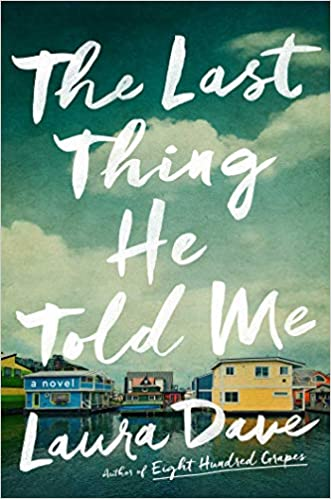 The Last
Thing
He
Told Me
a novel
Laura Dave
Author of Eight Hundred Grapes